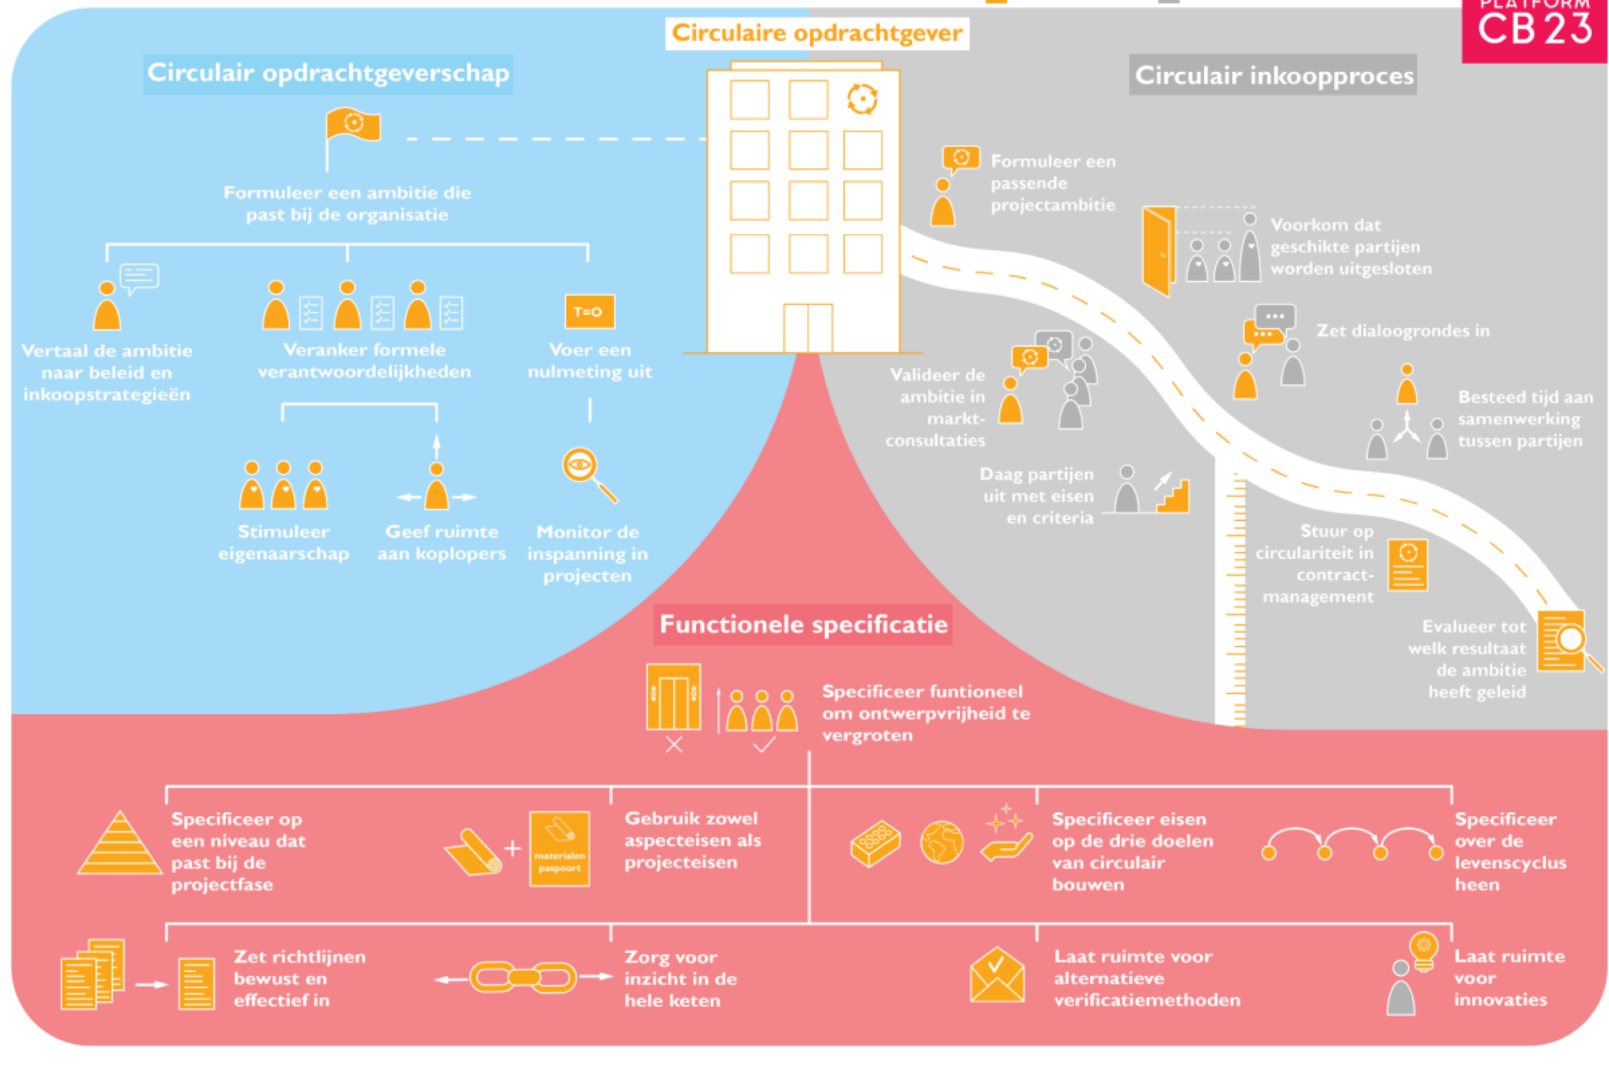 PLATFORM
CB 23
Circulaire opdrachtgever
Circulair opdrachtgeverschap
Formuleer een ambitie die
past bij de organisatie
Vertaal de ambitie
naar beleid en
inkoopstrategieën
Veranker formele
verantwoordelijkheden
T=0
Voer een
nulmeting uit
Stimuleer
eigenaarschap
Geef ruimte
aan koplopers
Monitor de
inspanning in
projecten
Circulair inkoopproces
Formuleer een
passende
projectambitie
Voorkom dat
geschikte partijen
worden uitgesloten
Zet dialoogrondes in
Valideer de
ambitie in
markt-
consultaties
Besteed tijd aan
samenwerking
tussen partijen
Daag partijen
uit met eisen
en criteria
Stuur op
circulariteit in
contract-
management
Evalueer tot
welk resultaat
de ambitie
heeft geleid
Functionele specificatie
Specificeer funtioneel
om ontwerpvrijheid te
vergroten
Specificeer op
een niveau dat
past bij de
projectfase
materialen
paspoort
Gebruik zowel
aspecteisen als
projecteisen
Specificeer eisen
op de drie doelen
van circulair
bouwen
Specificeer
over de
levenscyclus
heen
Zet richtlijnen
bewust en
effectief in
Zorg voor
inzicht in de
hele keten
Laat ruimte voor
alternatieve
verificatiemethoden
Laat ruimte
voor
innovaties